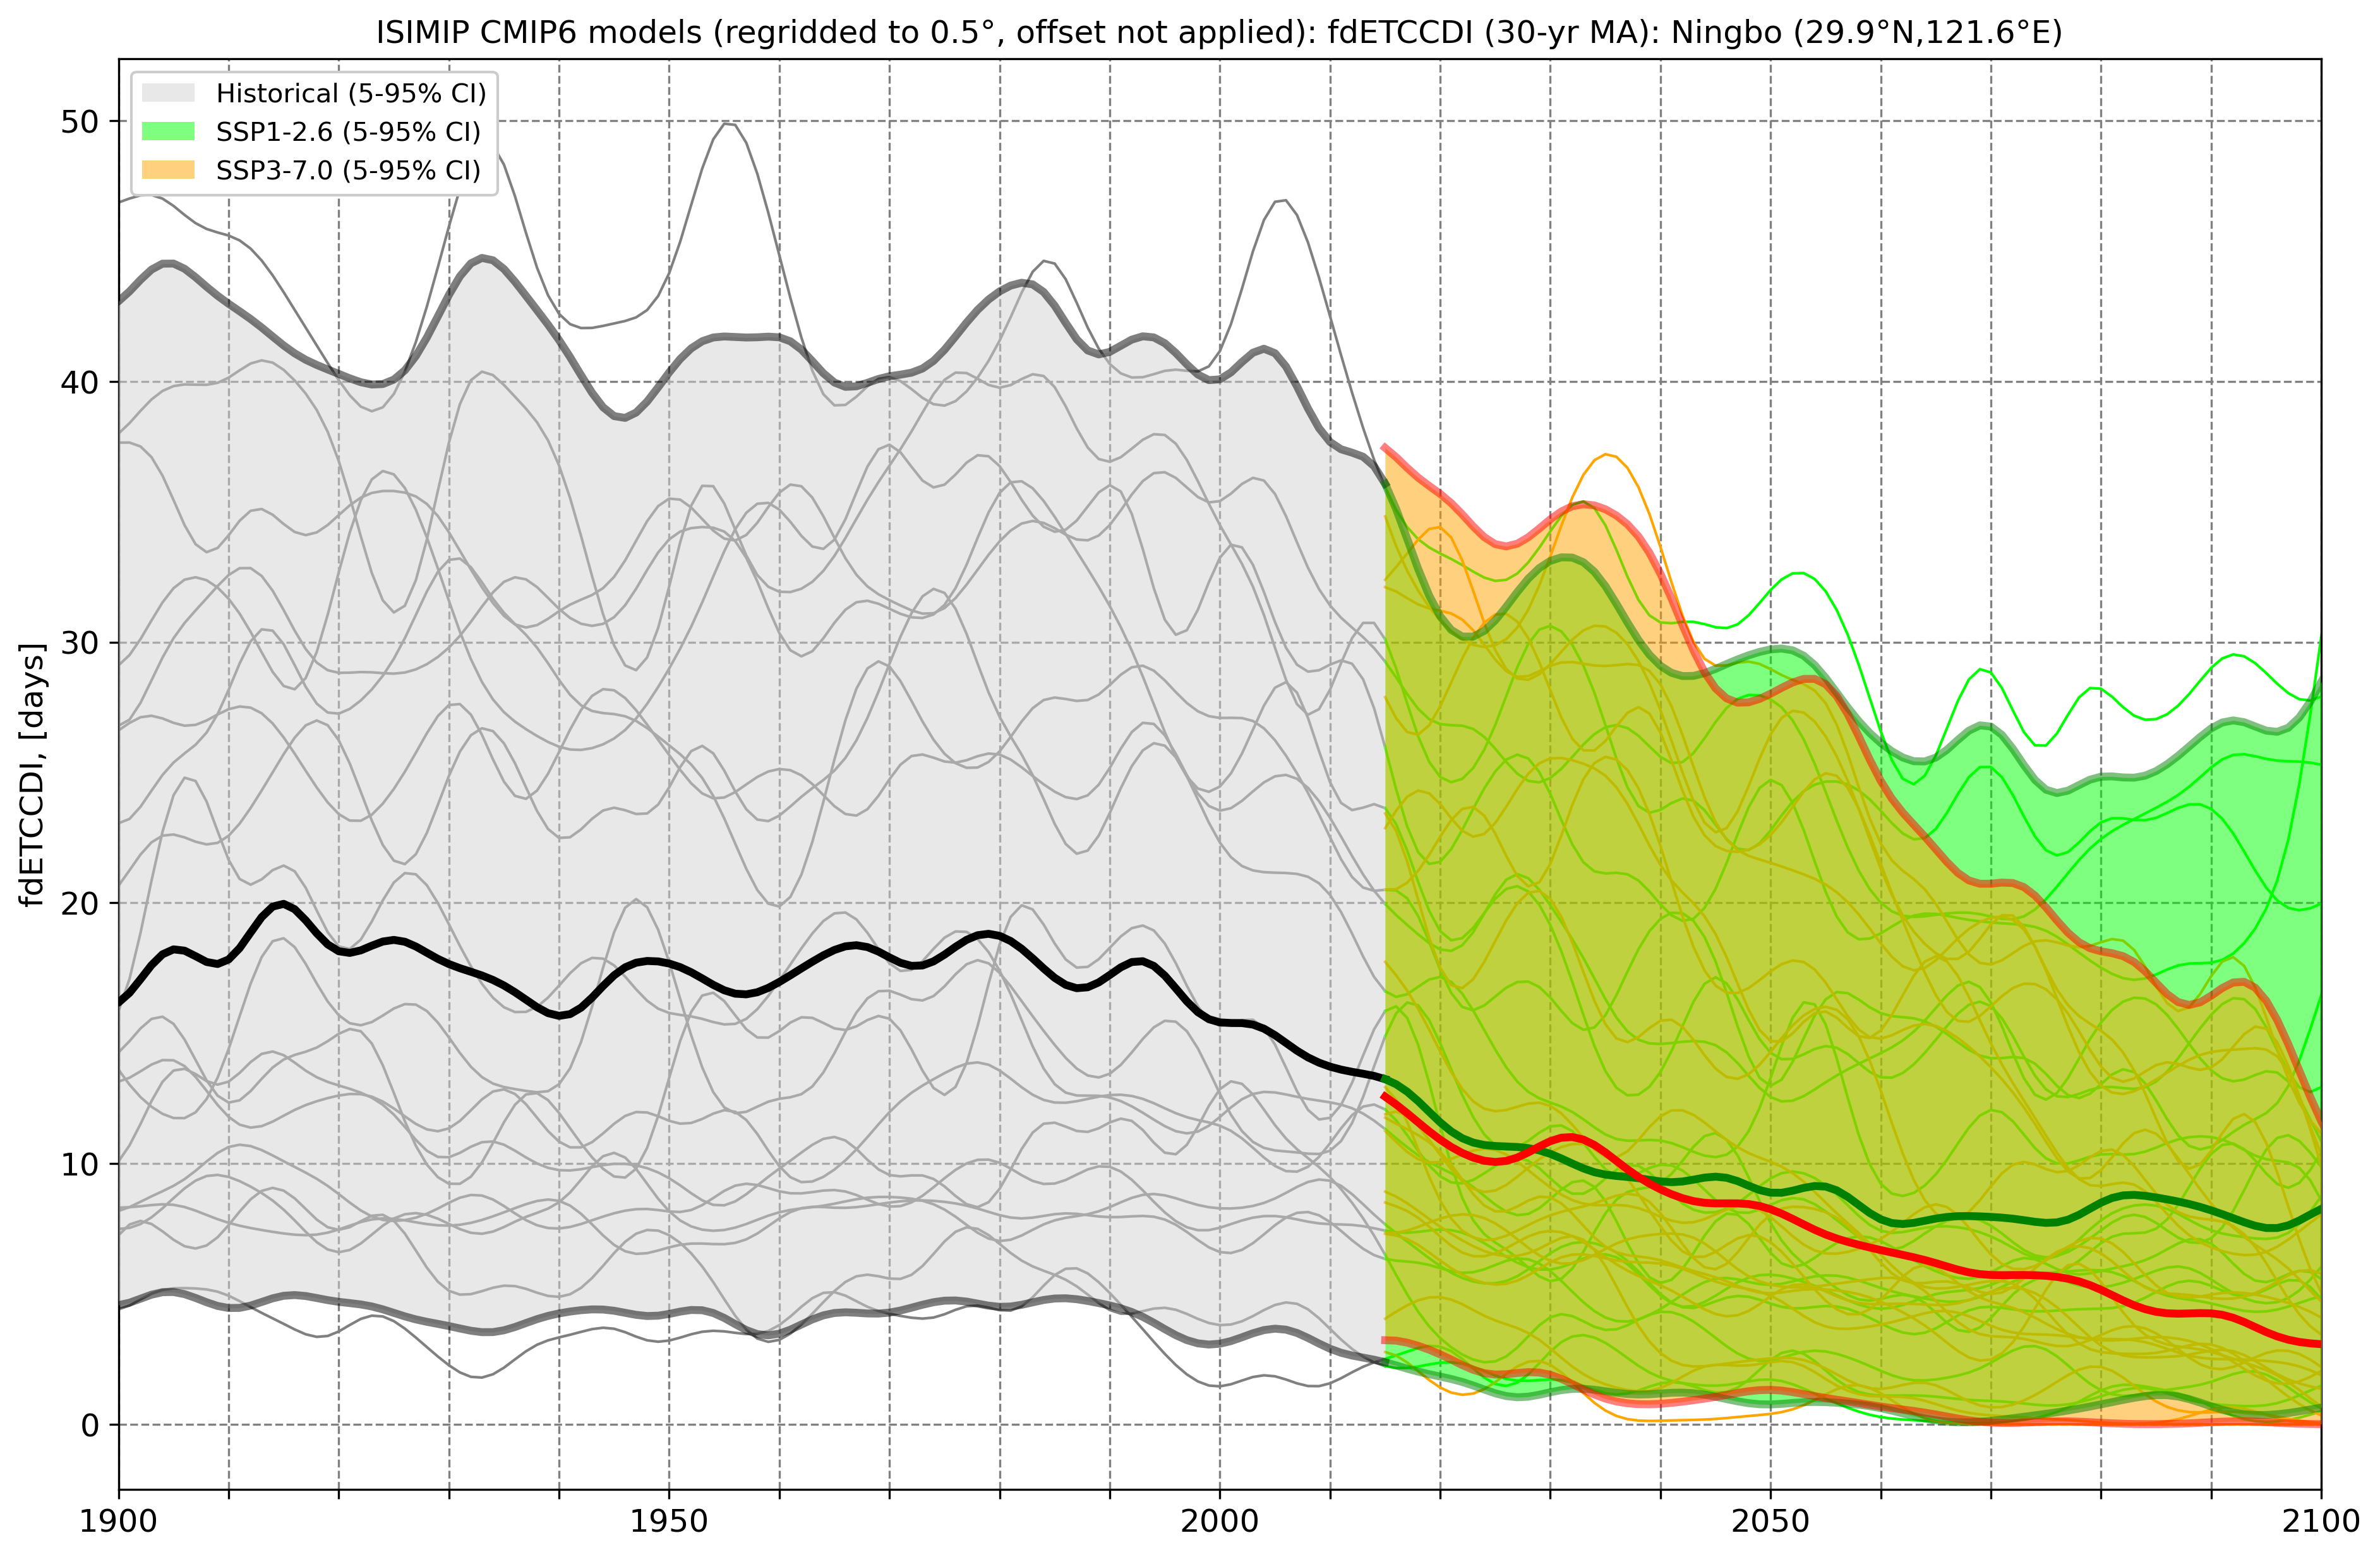 ISIMIP CMIP6 models (regridded to 0.5°, offset not applied): fdETCCDI (30-yr MA): Ningbo (29.9°N,121.6°E)
Historical (5-95% CI)
SSP1-2.6 (5-95% CI)
SSP3-7.0 (5-95% CI)
fdETCCDI, [days]
50
40
30
20
10
0
1900
1950
2000
2050
2100